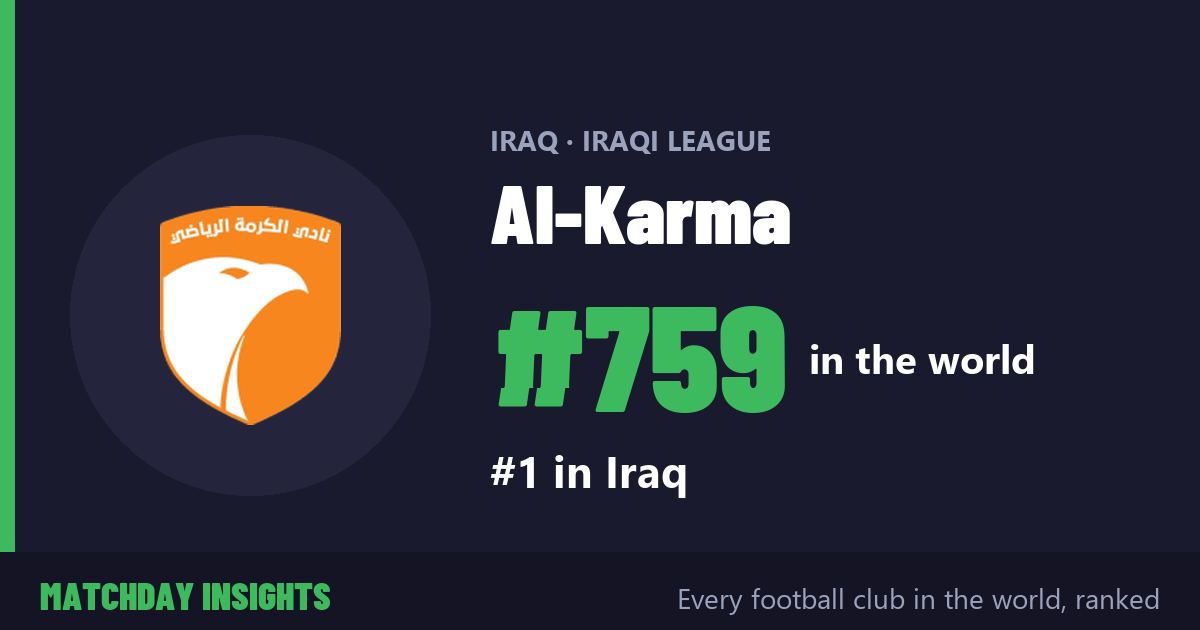 نادي الكرمة الرياضي
IRAQ · IRAQI LEAGUE
Al-Karma
#759 in the world
#1 in Iraq
MATCHDAY INSIGHTS
Every football club in the world, ranked